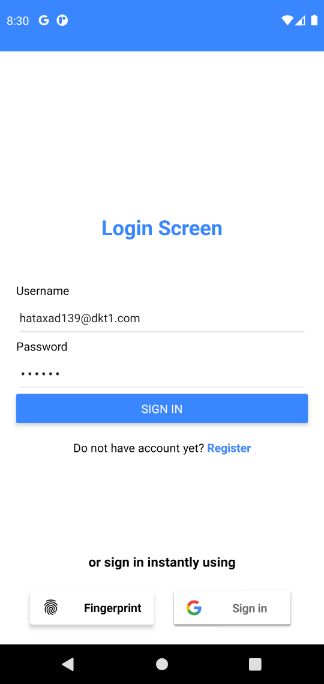 8:30
Login Screen
Username
hataxad139@dkt1.com
Password
••••••
SIGN IN
Do not have account yet? Register
or sign in instantly using
Fingerprint
Sign in